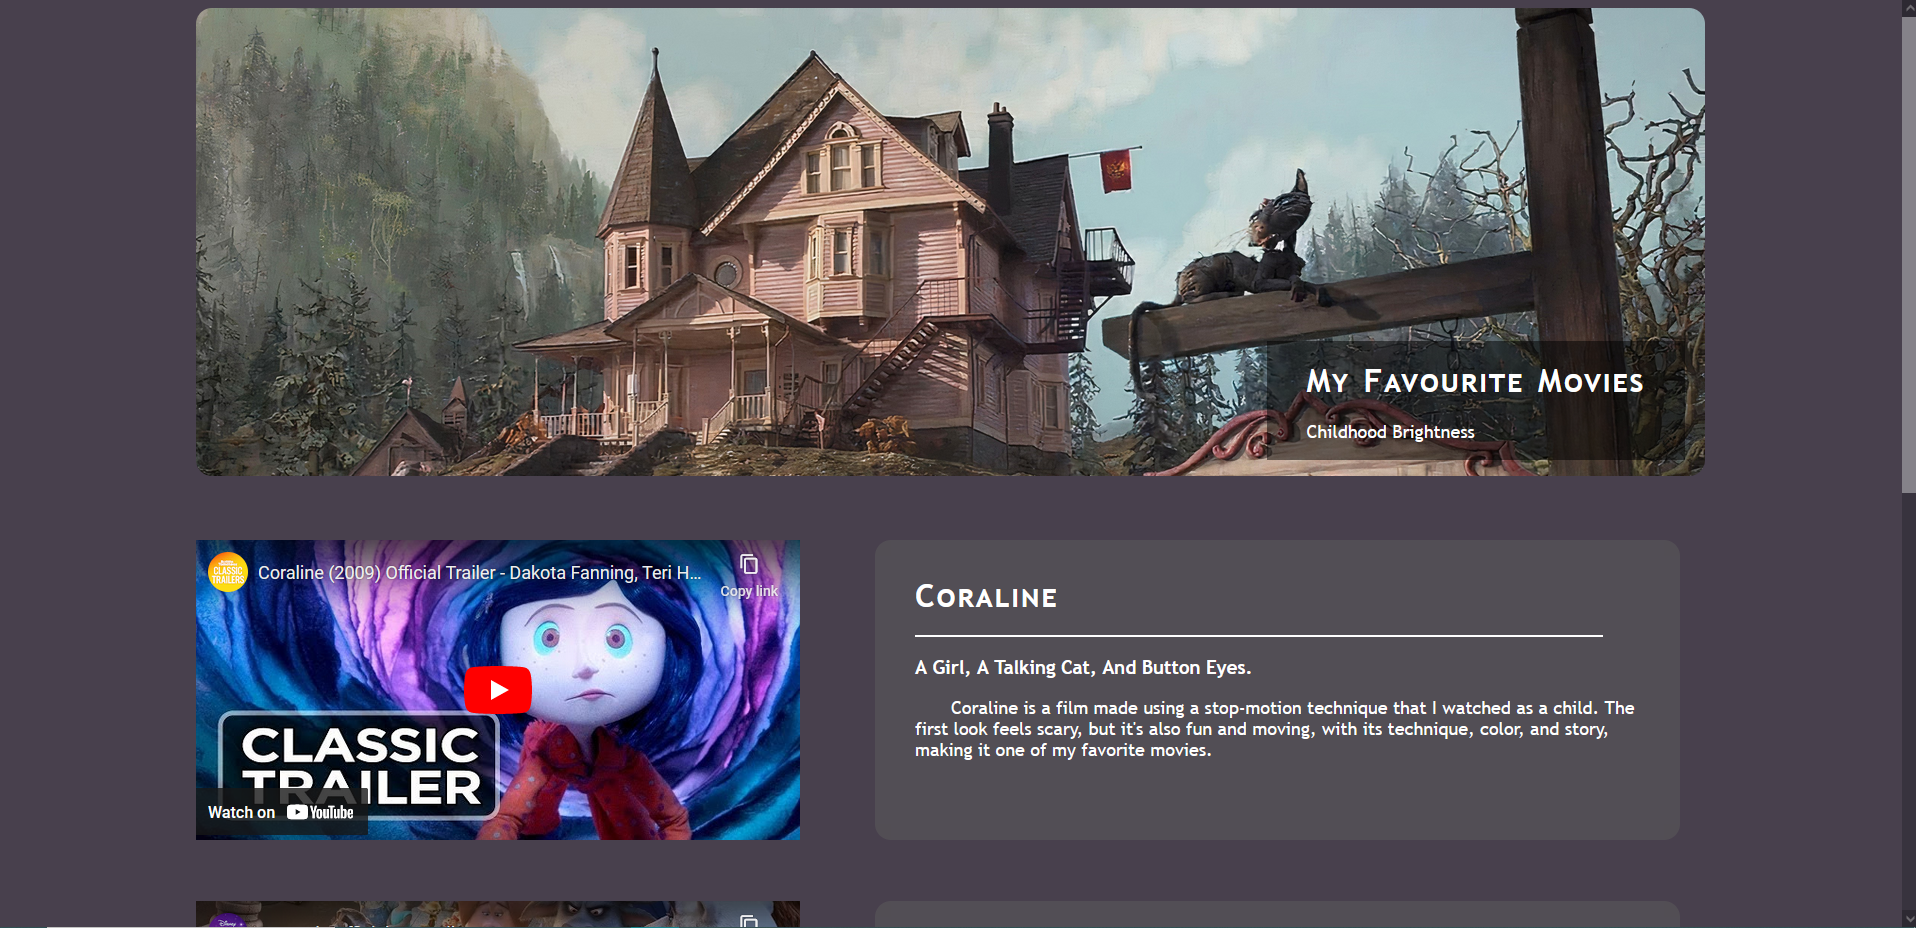 My Favourite Movies
Childhood Brightness
CLASSIC
TRAILERS
Coraline (2009) Official Trailer - Dakota Fanning, Teri H...
Copy link
CLASSIC
TRAILER
Watch on YouTube
Coraline
A Girl, A Talking Cat, And Button Eyes.
Coraline is a film made using a stop-motion technique that I watched as a child. The
first look feels scary, but it's also fun and moving, with its technique, color, and story,
making it one of my favorite movies.
Disney +